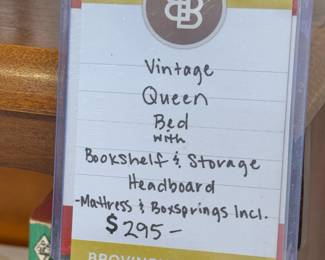 Vintage
Queen
Bed
with
Bookshelf & Storage
Headboard
-Mattress & Boxsprings Incl.
$295-